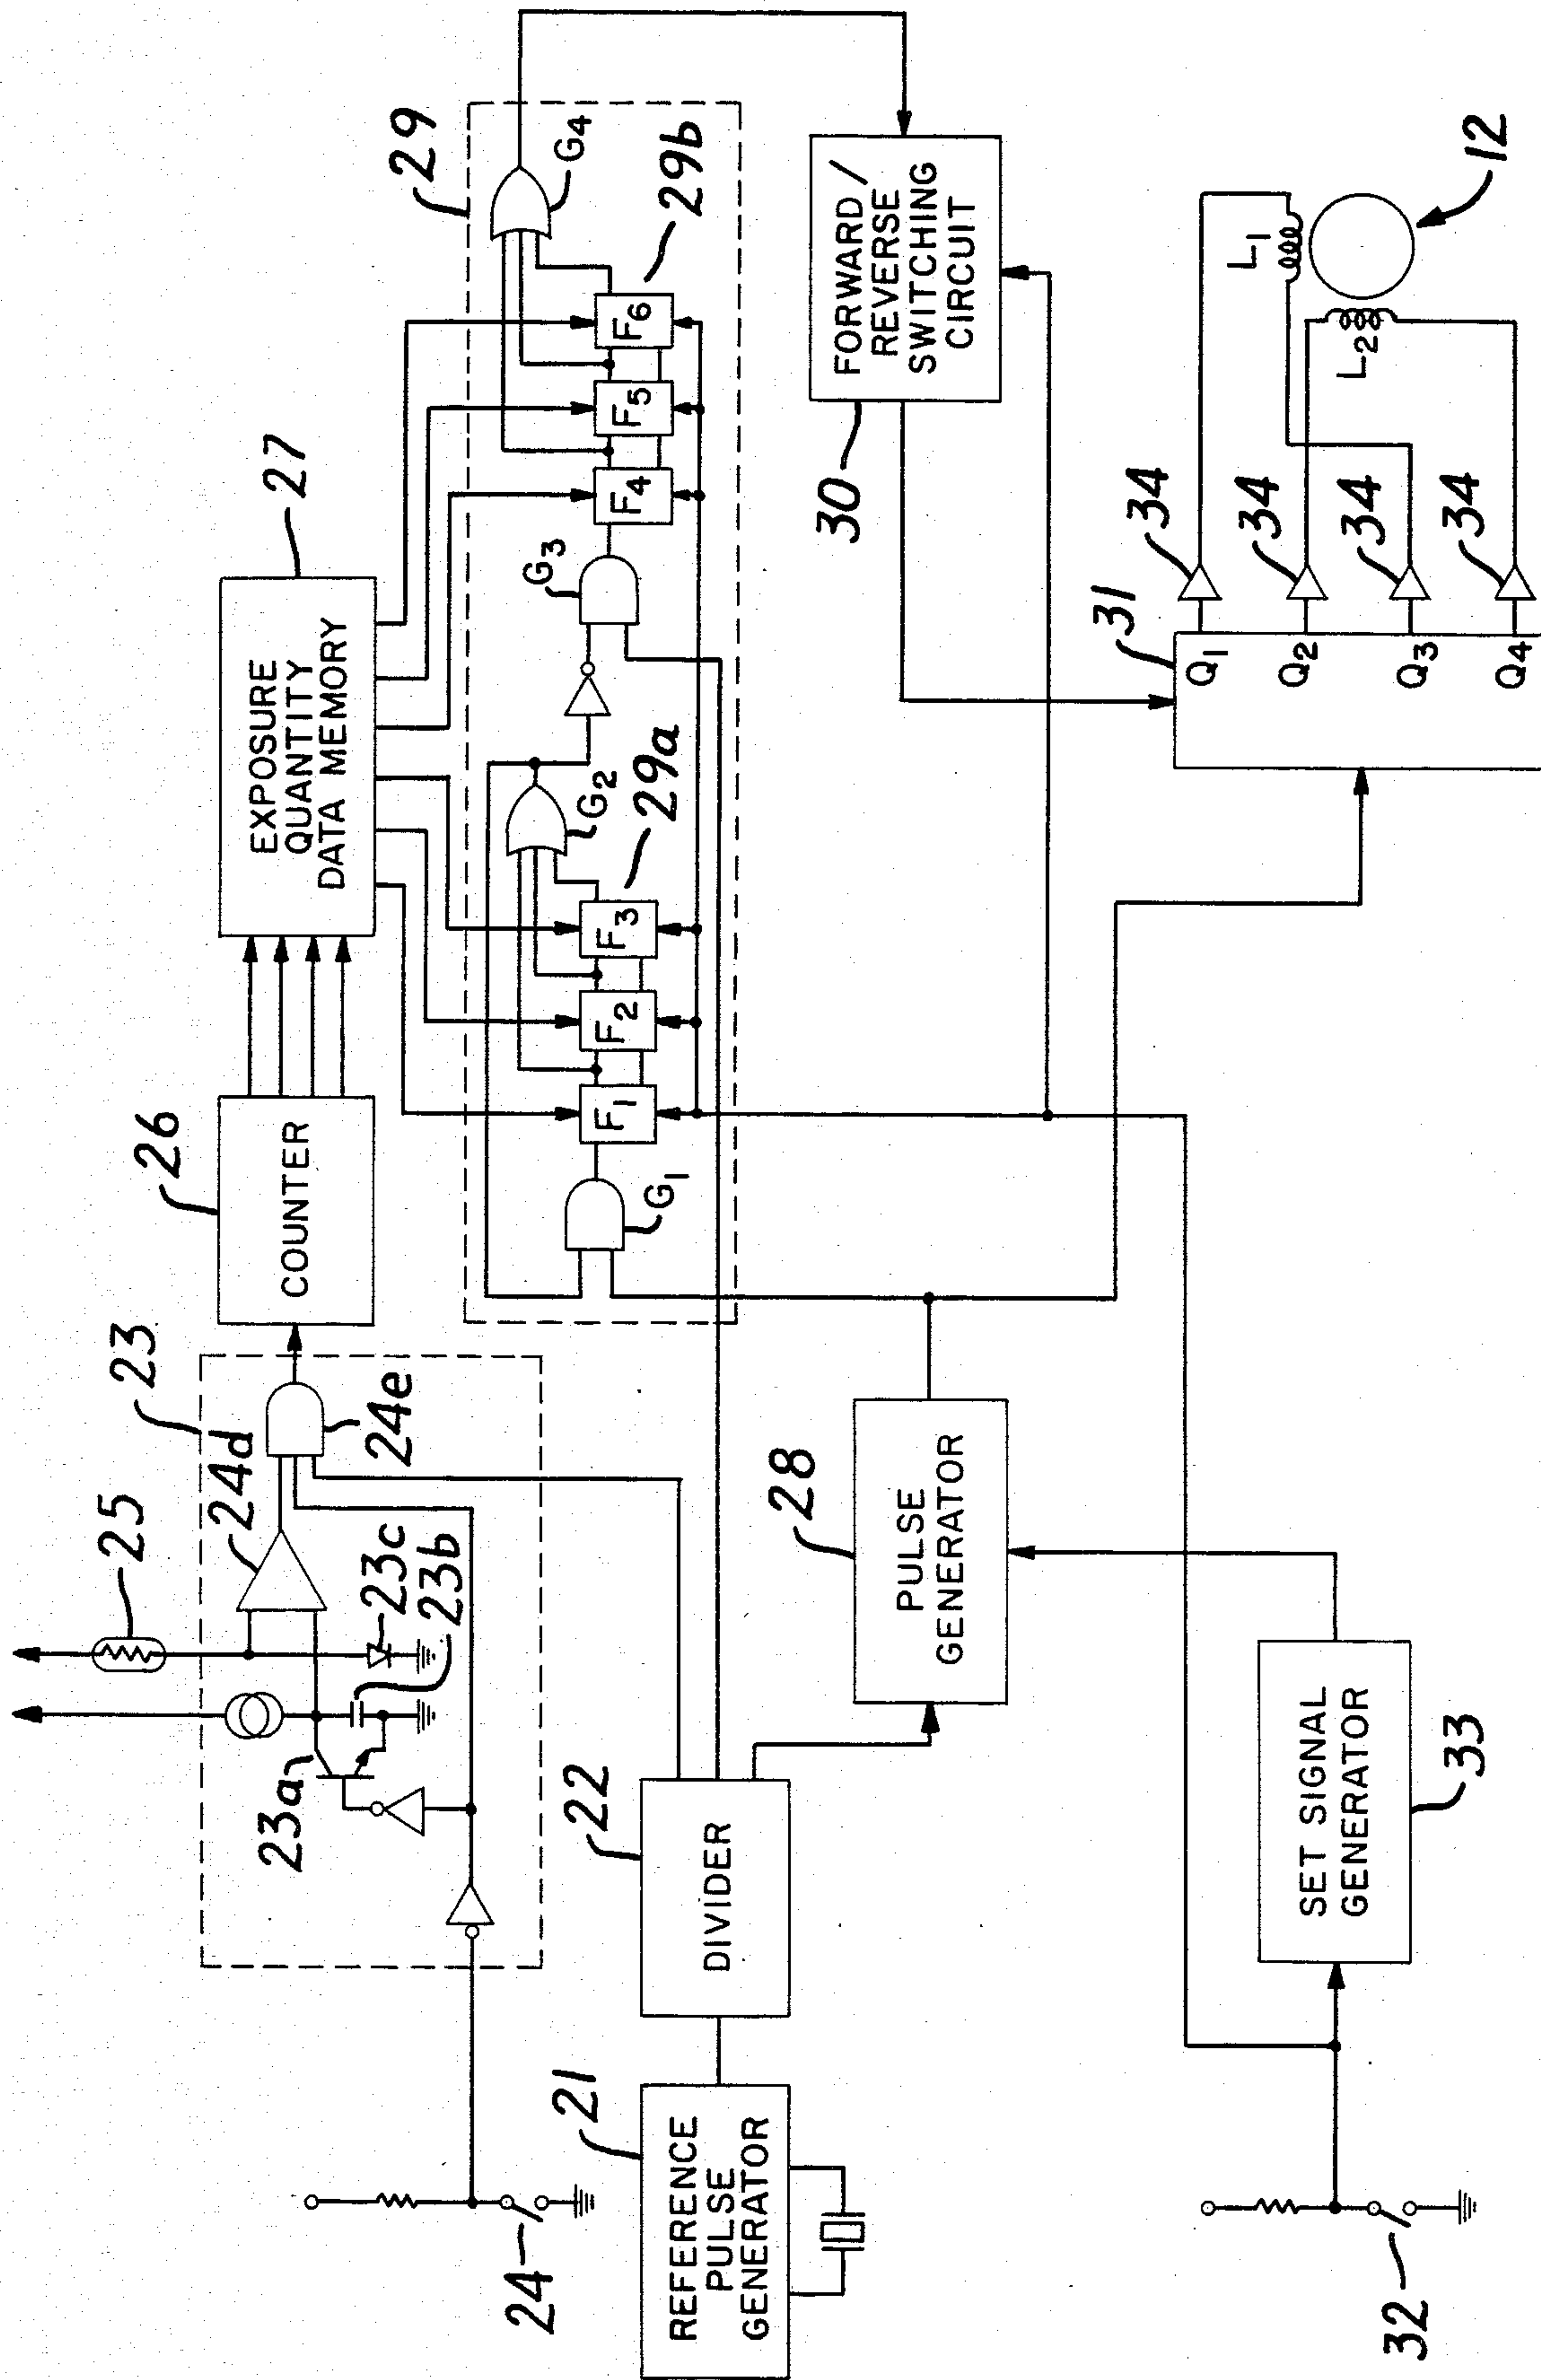 25
23
24d
24e
23a
23c
23b
24
26
COUNTER
27
EXPOSURE
QUANTITY
DATA MEMORY
29
G1
F1
F2
F3
29a
G2
G3
F4
F5
F6
29b
G4
21
REFERENCE
PULSE
GENERATOR
22
DIVIDER
28
PULSE
GENERATOR
30
FORWARD /
REVERSE
SWITCHING
CIRCUIT
32
33
SET SIGNAL
GENERATOR
31
Q1
Q2
Q3
Q4
34
34
34
34
L1
L2
12